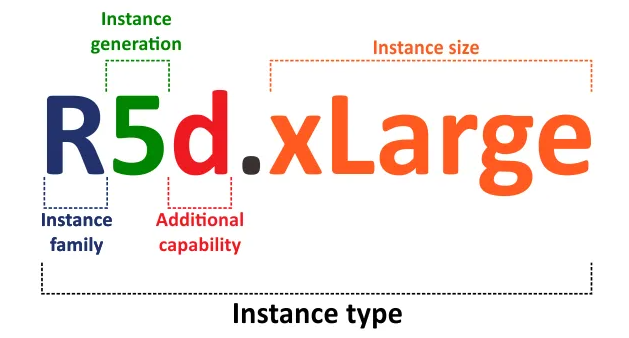 Instance
generation
Instance size
R5d.xLarge
Instance
family
Additional
capability
Instance type